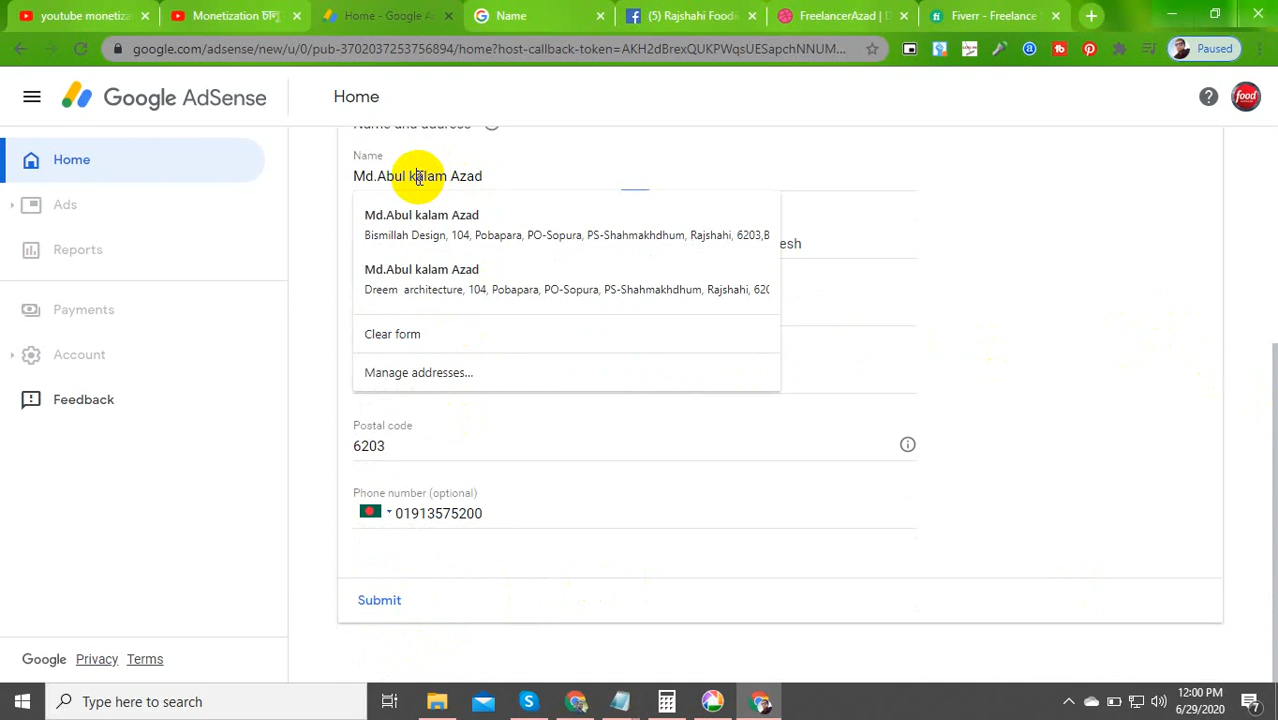 youtube monetiza
Monetization
Home - Google A
Name
(5) Rajshahi Foodi
FreelancerAzad | D
Fiverr - Freelance
google.com/adsense/new/u/0/pub-3702037253756894/home?host-callback-token=AKH2dBrexQUKPWqsUESapchNNUM...
Paused
Google AdSense
Home
food
Home
Ads
Reports
Payments
Account
Feedback
Name and address
Name
Md.Abul kalam Azad
Md.Abul kalam Azad
Bismillah Design, 104, Pobapara, PO-Sopura, PS-Shahmakhdhum, Rajshahi, 6203,B
esh
Md.Abul kalam Azad
Dreem architecture, 104, Pobapara, PO-Sopura, PS-Shahmakhdhum, Rajshahi, 620
Clear form
Manage addresses...
Postal code
6203
Phone number (optional)
01913575200
Submit
Google Privacy Terms
Type here to search
12:00 PM
6/29/2020
7